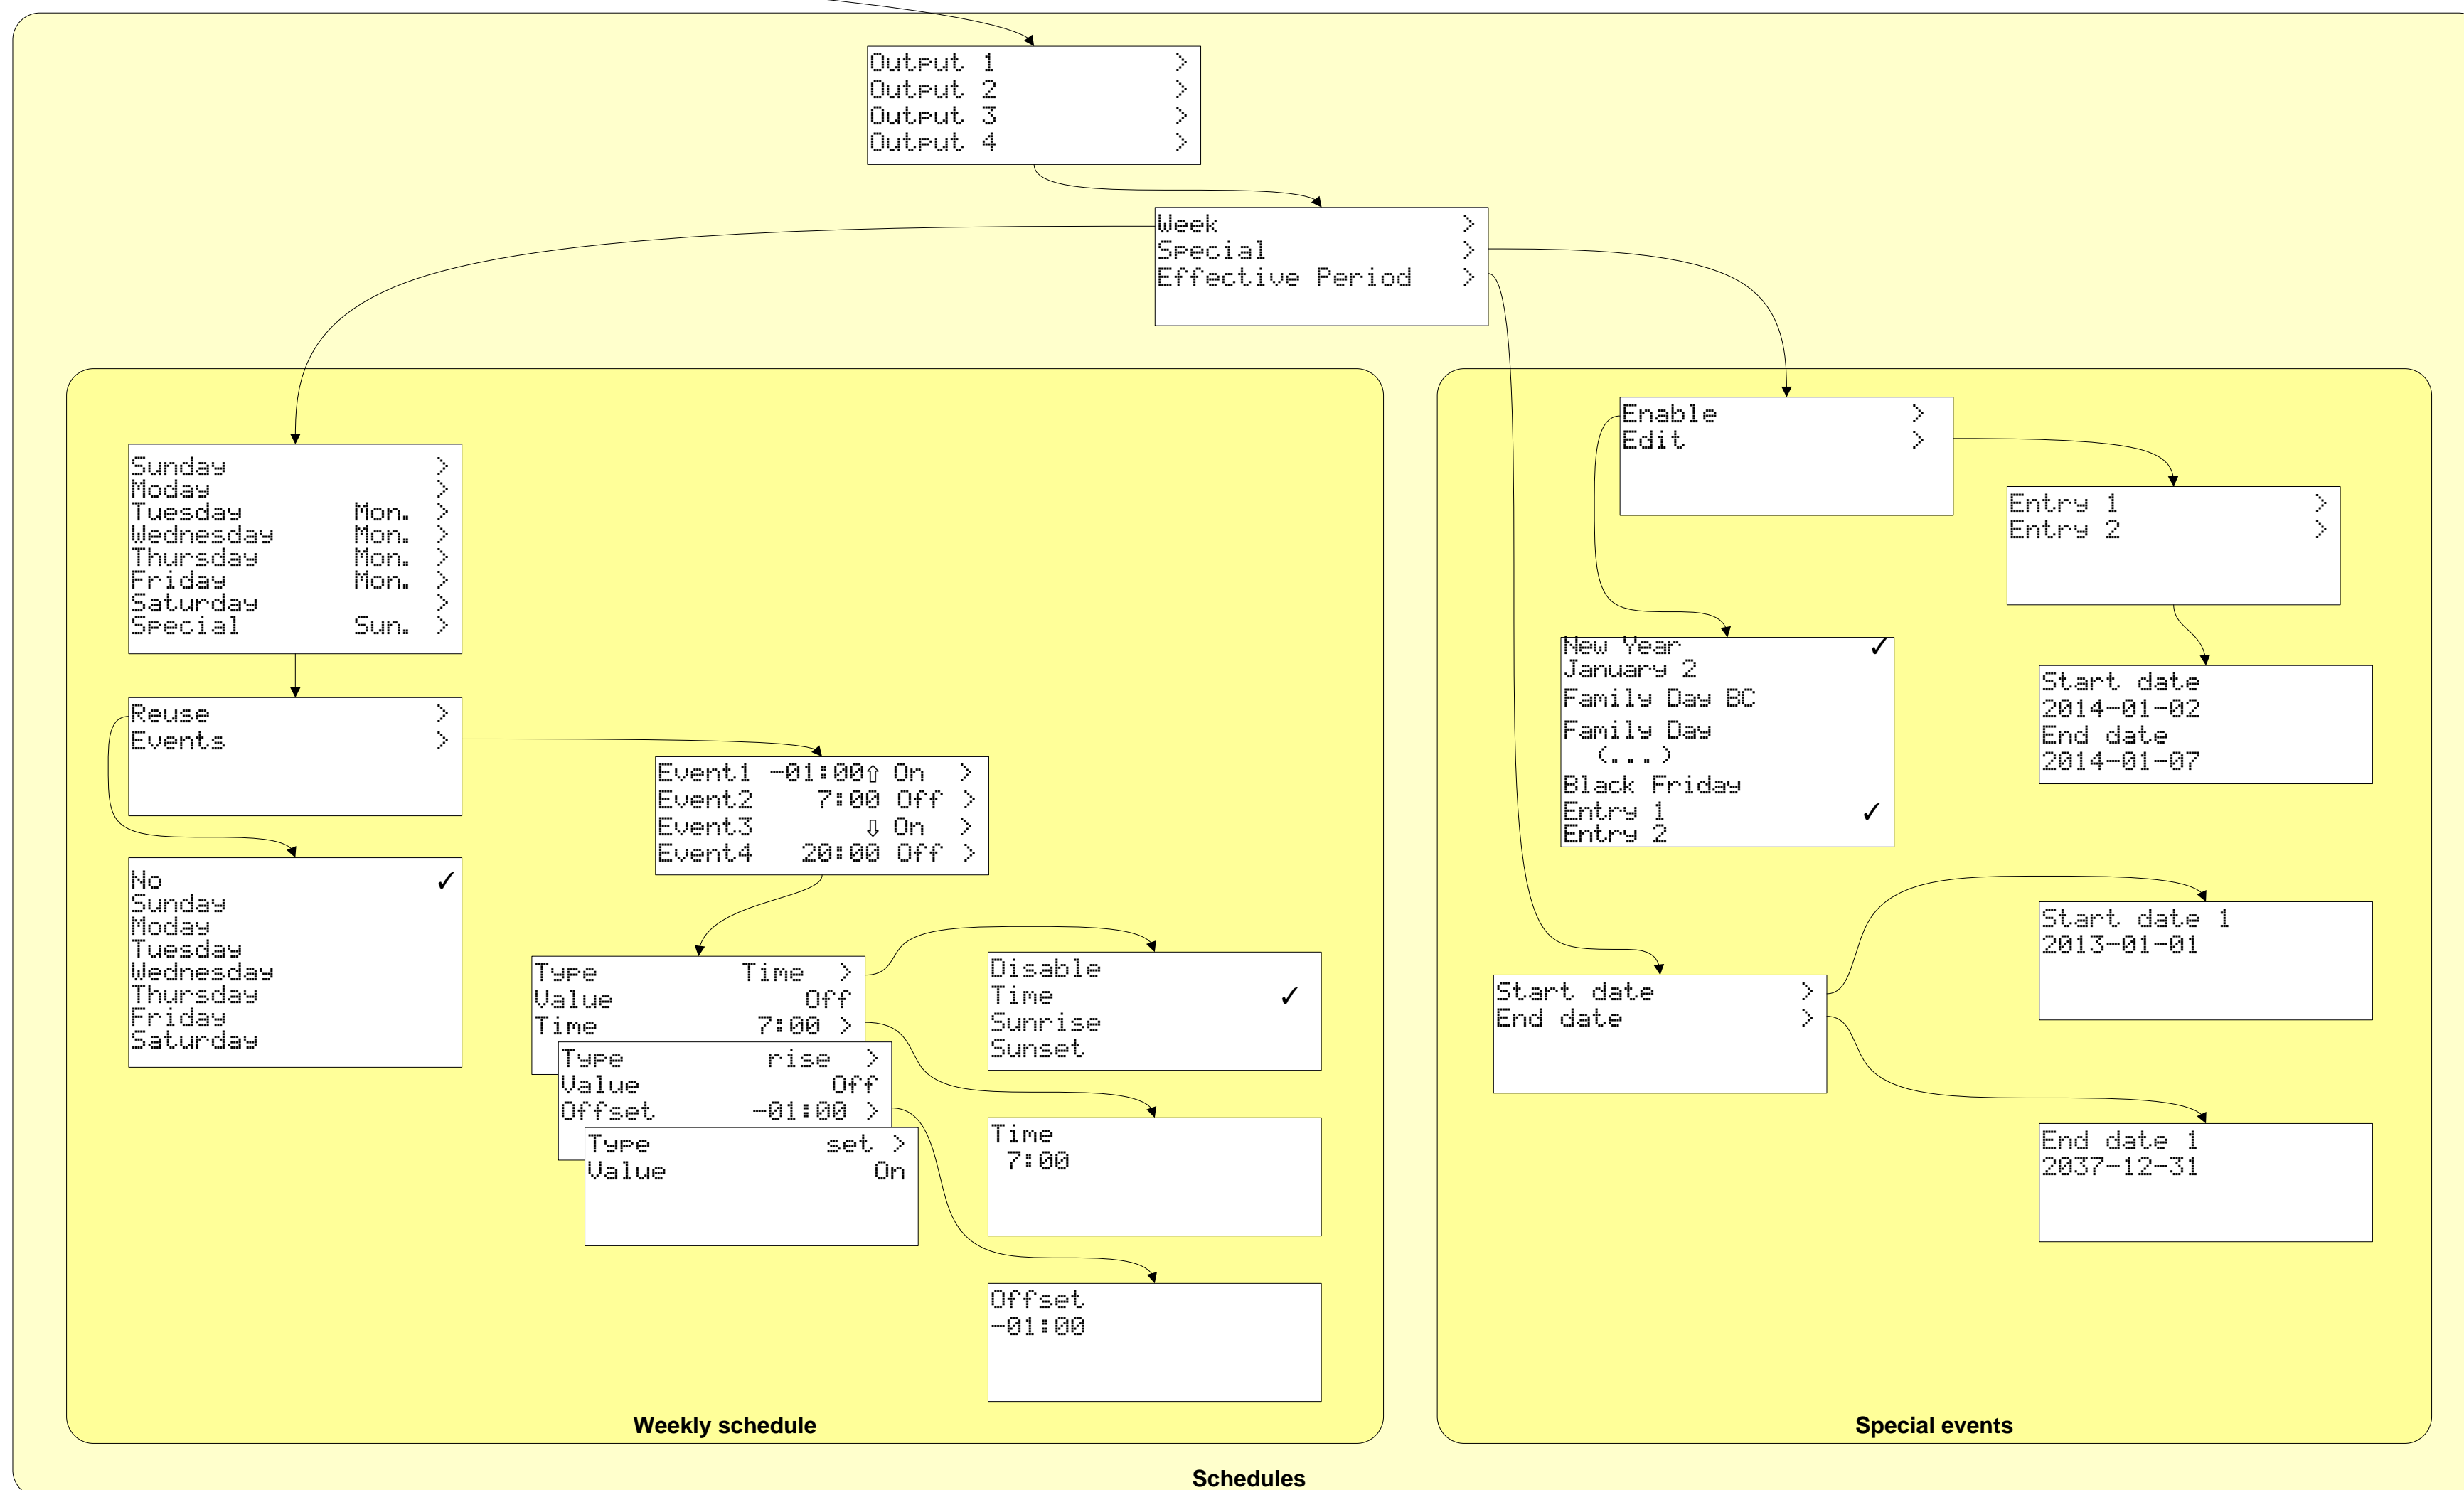 Output 1 >
Output 2 >
Output 3 >
Output 4 >
Week >
Special >
Effective Period >
Sunday >
Moday >
Tuesday Mon. >
Wednesday Mon. >
Thursday Mon. >
Friday Mon. >
Saturday >
Special Sun. >
Reuse >
Events >
No ✓
Sunday
Moday
Tuesday
Wednesday
Thursday
Friday
Saturday
Event1 -01:00⇧ On >
Event2 7:00 Off >
Event3 ⇩ On >
Event4 20:00 Off >
Type Time >
Value Off
Time 7:00 >
Type rise >
Value Off
Offset -01:00 >
Type set >
Value On
Disable
Time ✓
Sunrise
Sunset
Time
7:00
Offset
-01:00
Weekly schedule
Enable >
Edit >
Entry 1 >
Entry 2 >
New Year ✓
January 2
Family Day BC
Family Day
(...)
Black Friday
Entry 1 ✓
Entry 2
Start date
2014-01-02
End date
2014-01-07
Start date >
End date >
Start date 1
2013-01-01
End date 1
2037-12-31
Special events
Schedules